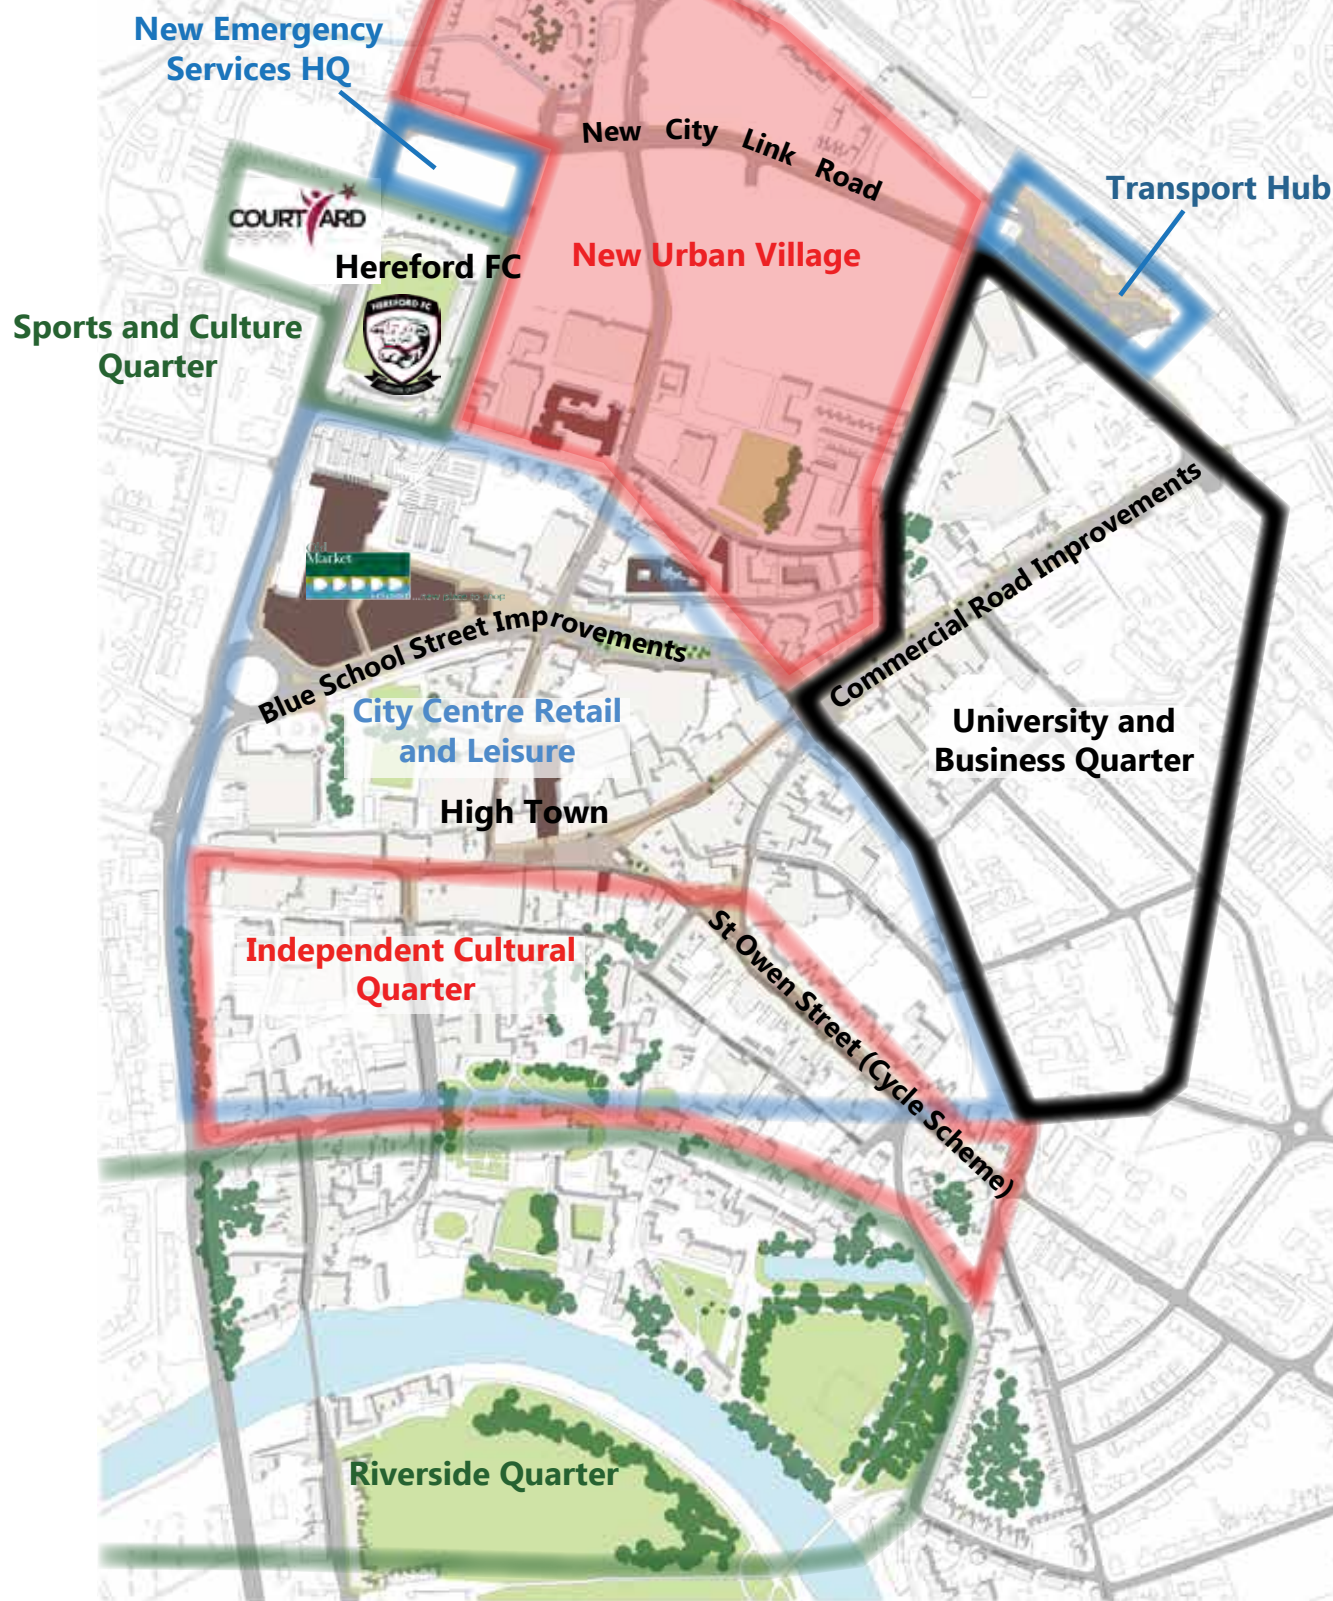 New Emergency
Services HQ
New City Link Road
Transport Hub
COURTYARD
New Urban Village
Hereford FC
HEREFORD FC
Sports and Culture
Quarter
Commercial Road Improvements
Market
Blue School Street Improvements
City Centre Retail
and Leisure
University and
Business Quarter
High Town
Independent Cultural
Quarter
St Owen Street (Cycle Scheme)
Riverside Quarter